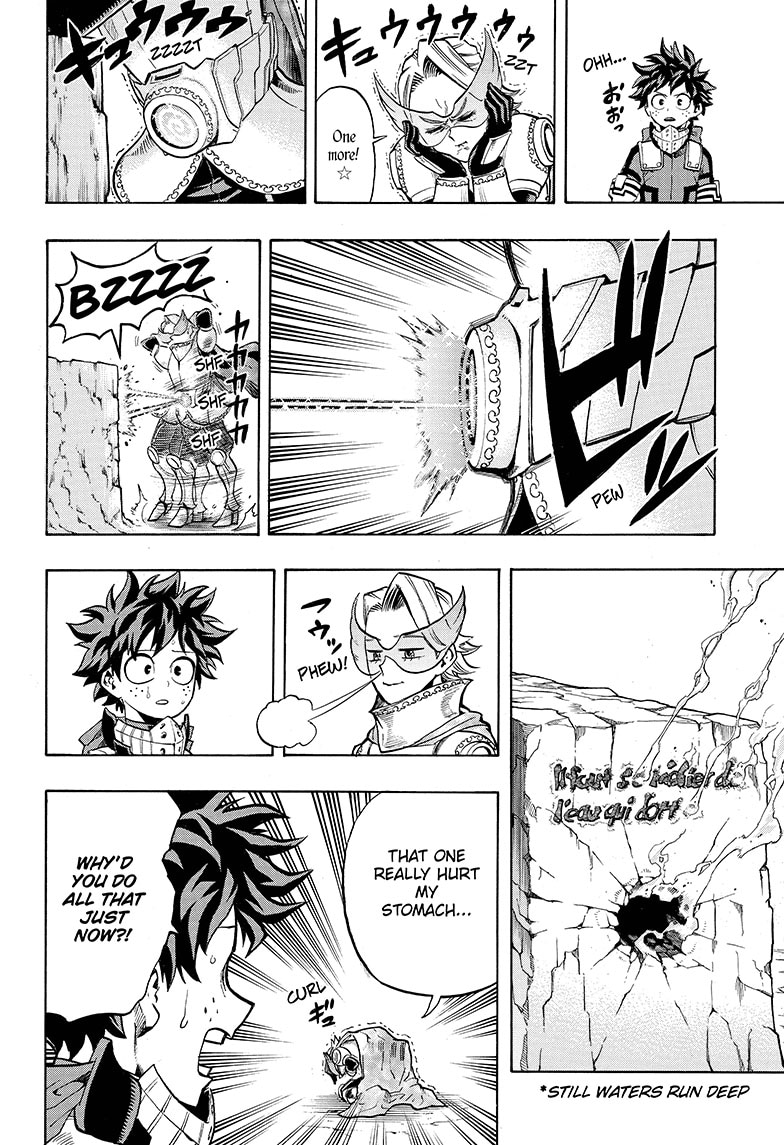 OHH...
おおっ
キュウウウウ
ZZT
One
more!
☆
キュウウウ
ZZZZT
ビ
PEW
BZZZZ
カカカカカ
SHF
SHF
SHF
Il faut se méfier de
l'eau qui dort
*STILL WATERS RUN DEEP
フゥッ
PHEW!
THAT ONE
REALLY HURT
MY
STOMACH...
CURL
ギュ
WHY'D
YOU DO
ALL THAT
JUST
NOW?!